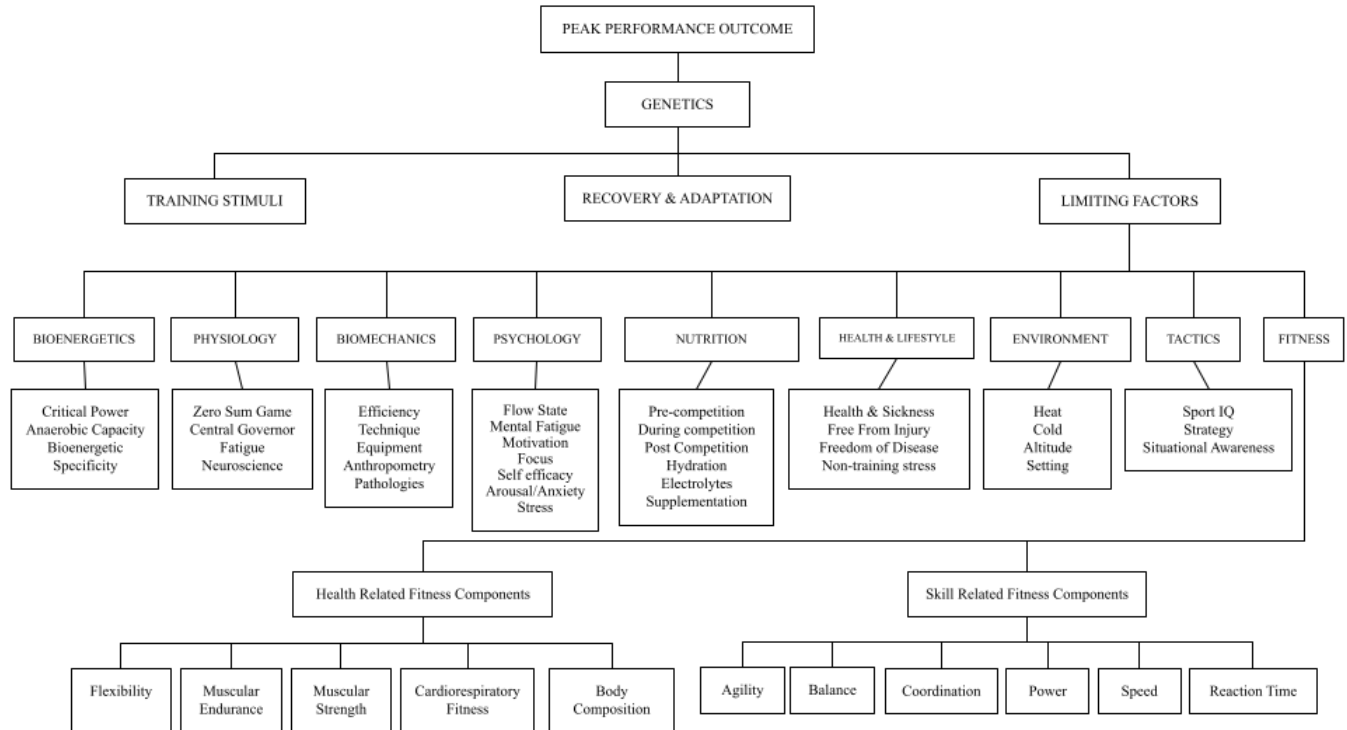 PEAK PERFORMANCE OUTCOME
GENETICS
TRAINING STIMULI
RECOVERY & ADAPTATION
LIMITING FACTORS
BIOENERGETICS
PHYSIOLOGY
BIOMECHANICS
PSYCHOLOGY
NUTRITION
HEALTH & LIFESTYLE
ENVIRONMENT
TACTICS
FITNESS
Critical Power
Anaerobic Capacity
Bioenergetic
Specificity
Zero Sum Game
Central Governor
Fatigue
Neuroscience
Efficiency
Technique
Equipment
Anthropometry
Pathologies
Flow State
Mental Fatigue
Motivation
Focus
Self efficacy
Arousal/Anxiety
Stress
Pre-competition
During competition
Post Competition
Hydration
Electrolytes
Supplementation
Health & Sickness
Free From Injury
Freedom of Disease
Non-training stress
Heat
Cold
Altitude
Setting
Sport IQ
Strategy
Situational Awareness
Health Related Fitness Components
Skill Related Fitness Components
Flexibility
Muscular
Endurance
Muscular
Strength
Cardiorespiratory
Fitness
Body
Composition
Agility
Balance
Coordination
Power
Speed
Reaction Time